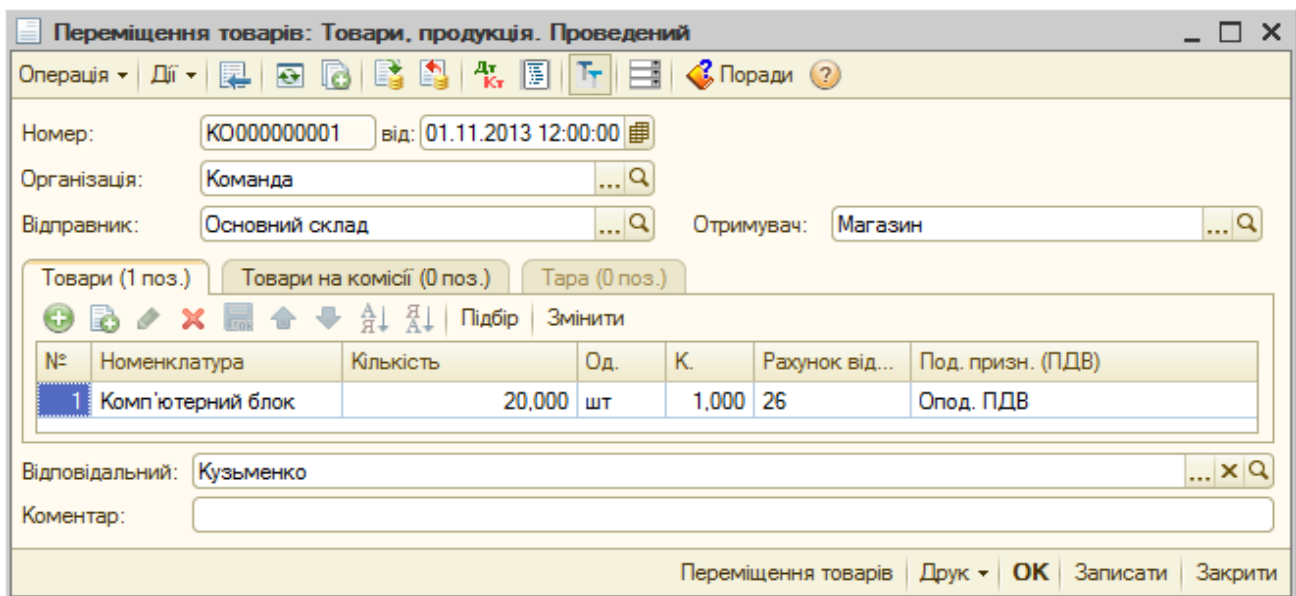 Переміщення товарів: Товари, продукція. Проведений
Операція Дії Дт Кт Тт Поради ?
Номер: КО000000001 від: 01.11.2013 12:00:00
Організація: Команда ...
Відправник: Основний склад ... Отримувач: Магазин ...
Товари (1 поз.) Товари на комісії (0 поз.) Тара (0 поз.)
А Я Я А Підбір Змінити
№ Номенклатура Кількість Од. К. Рахунок від... Под. призн. (ПДВ)
1 Комп'ютерний блок 20,000 шт 1,000 26 Опод. ПДВ
Відповідальний: Кузьменко ...
Коментар:
Переміщення товарів Друк ОК Записати Закрити